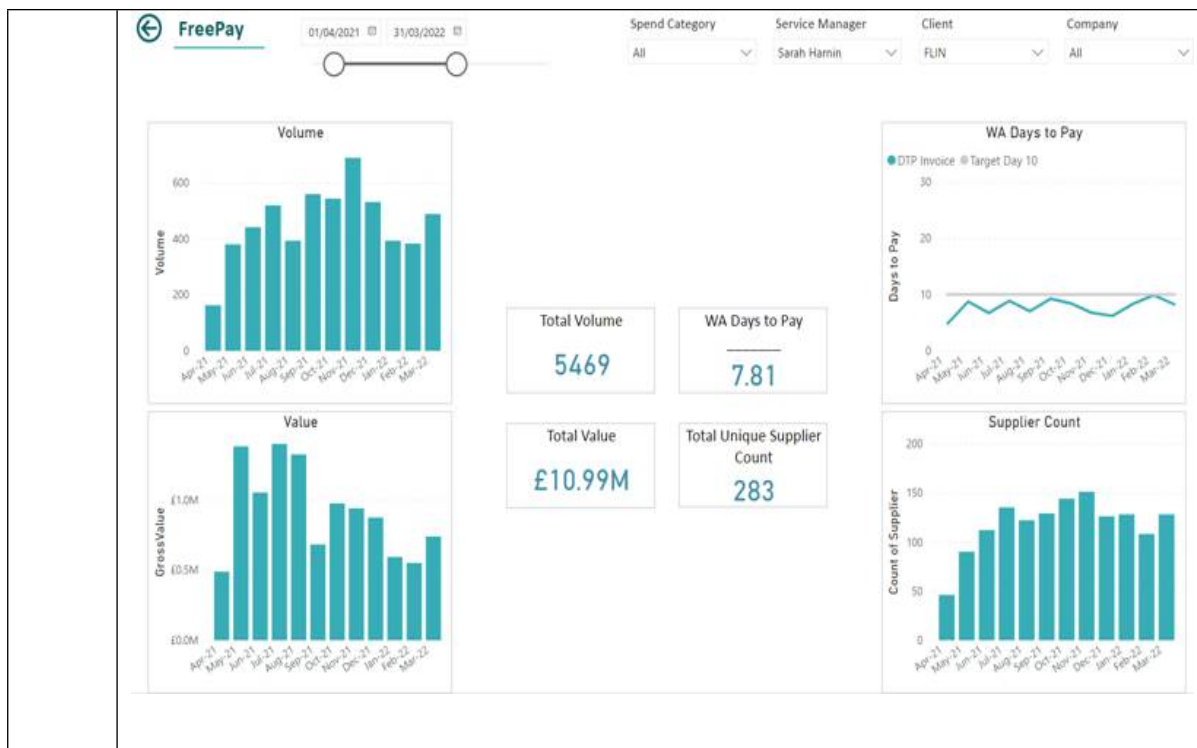 FreePay
01/04/2021 31/03/2022
Spend Category Service Manager Client Company
All Sarah Harnin FLIN All
Volume
600
400
200
0
Volume
Apr-21 May-21 Jun-21 Jul-21 Aug-21 Sep-21 Oct-21 Nov-21 Dec-21 Jan-22 Feb-22 Mar-22
Total Volume
5469
WA Days to Pay
7.81
WA Days to Pay
DTP Invoice Target Day 10
30
20
10
0
Days to Pay
Apr-21 May-21 Jun-21 Jul-21 Aug-21 Sep-21 Oct-21 Nov-21 Dec-21 Jan-22 Feb-22 Mar-22
Value
£1.0M
£0.5M
£0.0M
GrossValue
Apr-21 May-21 Jun-21 Jul-21 Aug-21 Sep-21 Oct-21 Nov-21 Dec-21 Jan-22 Feb-22 Mar-22
Total Value
£10.99M
Total Unique Supplier
Count
283
Supplier Count
200
150
100
50
0
Count of Supplier
Apr-21 May-21 Jun-21 Jul-21 Aug-21 Sep-21 Oct-21 Nov-21 Dec-21 Jan-22 Feb-22 Mar-22